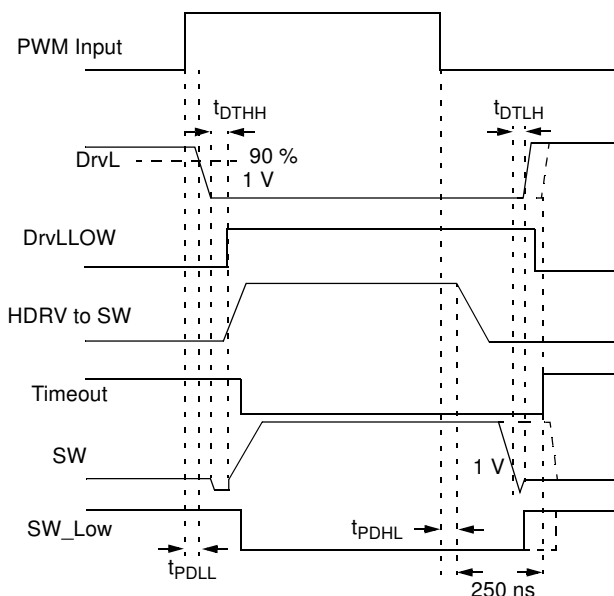 PWM Input
tDTHH
tDTLH
DrvL
90 %
1 V
DrvLLOW
HDRV to SW
Timeout
SW
1 V
SW_Low
tPDHL
tPDLL
250 ns